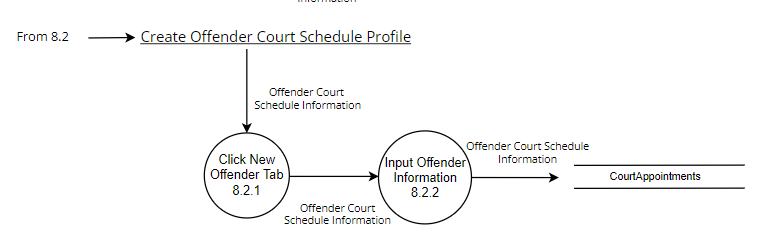 Information
From 8.2
Create Offender Court Schedule Profile
Offender Court
Schedule Information
Click New
Offender Tab
8.2.1
Offender Court
Schedule Information
Input Offender
Information
8.2.2
Offender Court Schedule
Information
CourtAppointments